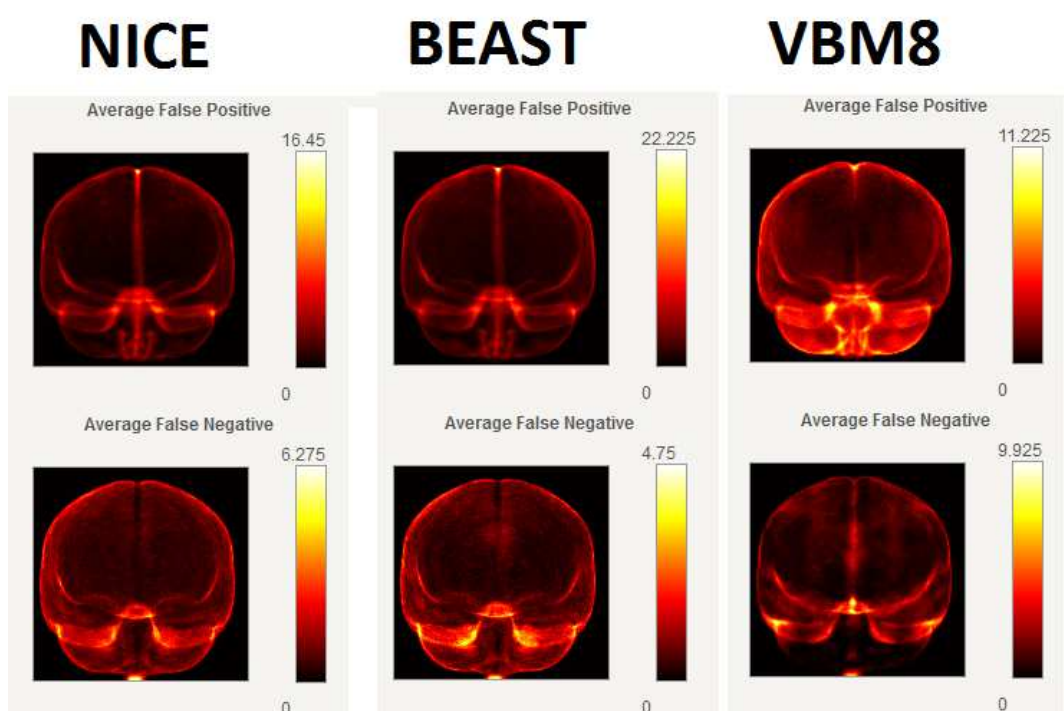 NICE BEAST VBM8
Average False Positive Average False Positive Average False Positive
16.45 22.225 11.225
0 0 0
Average False Negative Average False Negative Average False Negative
6.275 4.75 9.925
0 0 0